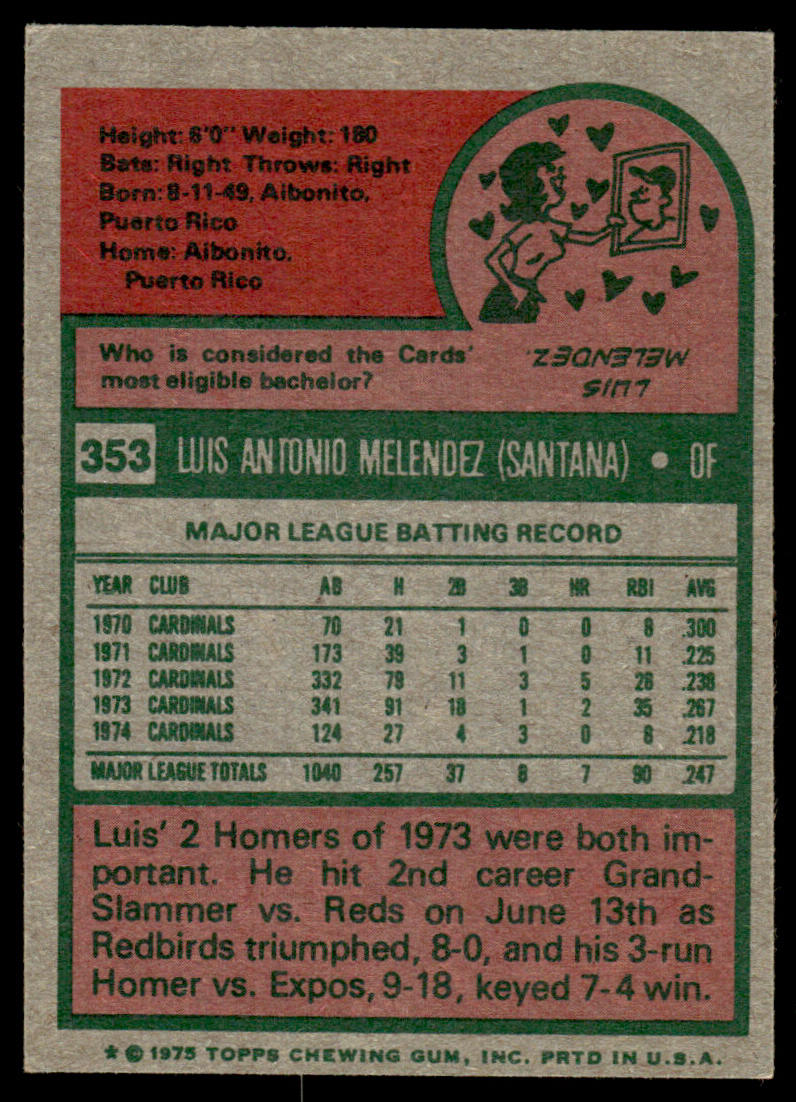 Height: 6'0" Weight: 160
Bats: Right Throws: Right
Born: 8-11-49, Aibonito,
Puerto Rico
Home: Aibonito,
Puerto Rico
Who is considered the Cards'
most eligible bachelor?
LUIS
MELENDEZ.
353 LUIS ANTONIO MELENDEZ (SANTANA) • OF
MAJOR LEAGUE BATTING RECORD
YEAR CLUB AB H 2B 3B HR RBI AVG
1970 CARDINALS 70 21 1 0 0 8 .300
1971 CARDINALS 173 39 3 1 0 11 .225
1972 CARDINALS 332 79 11 3 5 28 .238
1973 CARDINALS 341 91 18 1 2 35 .267
1974 CARDINALS 124 27 4 3 0 8 .218
MAJOR LEAGUE TOTALS 1040 257 37 8 7 90 .247
Luis' 2 Homers of 1973 were both im-
portant. He hit 2nd career Grand-
Slammer vs. Reds on June 13th as
Redbirds triumphed, 8-0, and his 3-run
Homer vs. Expos, 9-18, keyed 7-4 win.
* © 1975 TOPPS CHEWING GUM, INC. PRTD IN U.S.A.